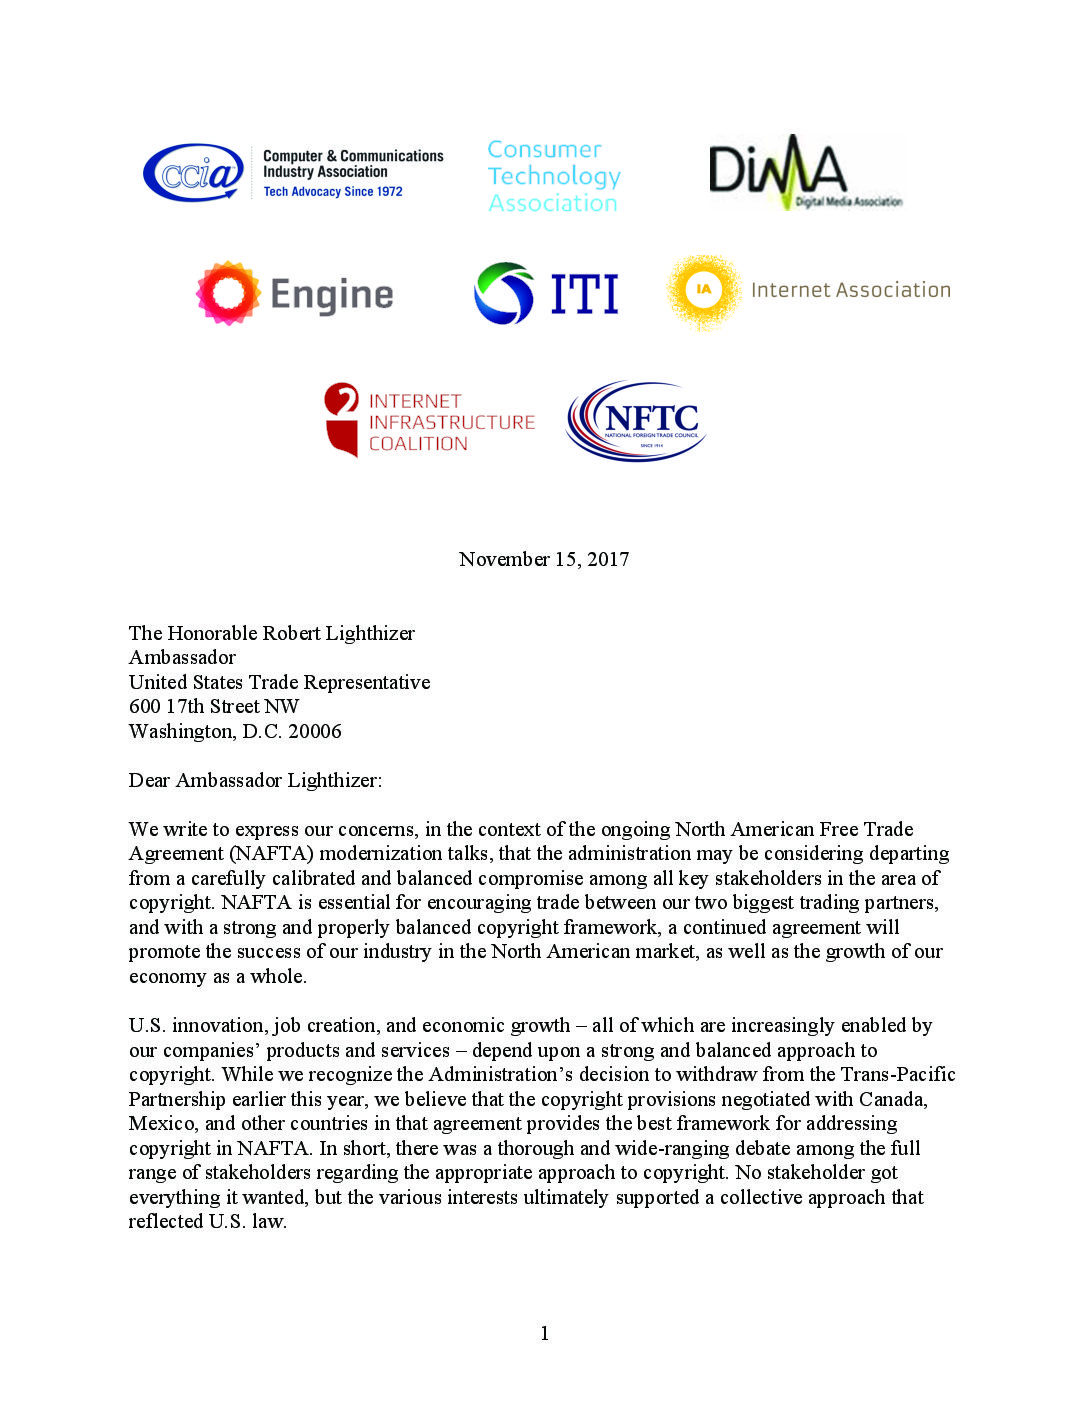 ccia
Computer & Communications
Industry Association
Tech Advocacy Since 1972
Consumer
Technology
Association
DiMA
Digital Media Association
Engine
ITI
IA
Internet Association
2
INTERNET
INFRASTRUCTURE
COALITION
NFTC
NATIONAL FOREIGN TRADE COUNCIL
SINCE 1914
November 15, 2017
The Honorable Robert Lighthizer
Ambassador
United States Trade Representative
600 17th Street NW
Washington, D.C. 20006
Dear Ambassador Lighthizer:
We write to express our concerns, in the context of the ongoing North American Free Trade
Agreement (NAFTA) modernization talks, that the administration may be considering departing
from a carefully calibrated and balanced compromise among all key stakeholders in the area of
copyright. NAFTA is essential for encouraging trade between our two biggest trading partners,
and with a strong and properly balanced copyright framework, a continued agreement will
promote the success of our industry in the North American market, as well as the growth of our
economy as a whole.
U.S. innovation, job creation, and economic growth – all of which are increasingly enabled by
our companies’ products and services – depend upon a strong and balanced approach to
copyright. While we recognize the Administration’s decision to withdraw from the Trans-Pacific
Partnership earlier this year, we believe that the copyright provisions negotiated with Canada,
Mexico, and other countries in that agreement provides the best framework for addressing
copyright in NAFTA. In short, there was a thorough and wide-ranging debate among the full
range of stakeholders regarding the appropriate approach to copyright. No stakeholder got
everything it wanted, but the various interests ultimately supported a collective approach that
reflected U.S. law.
1